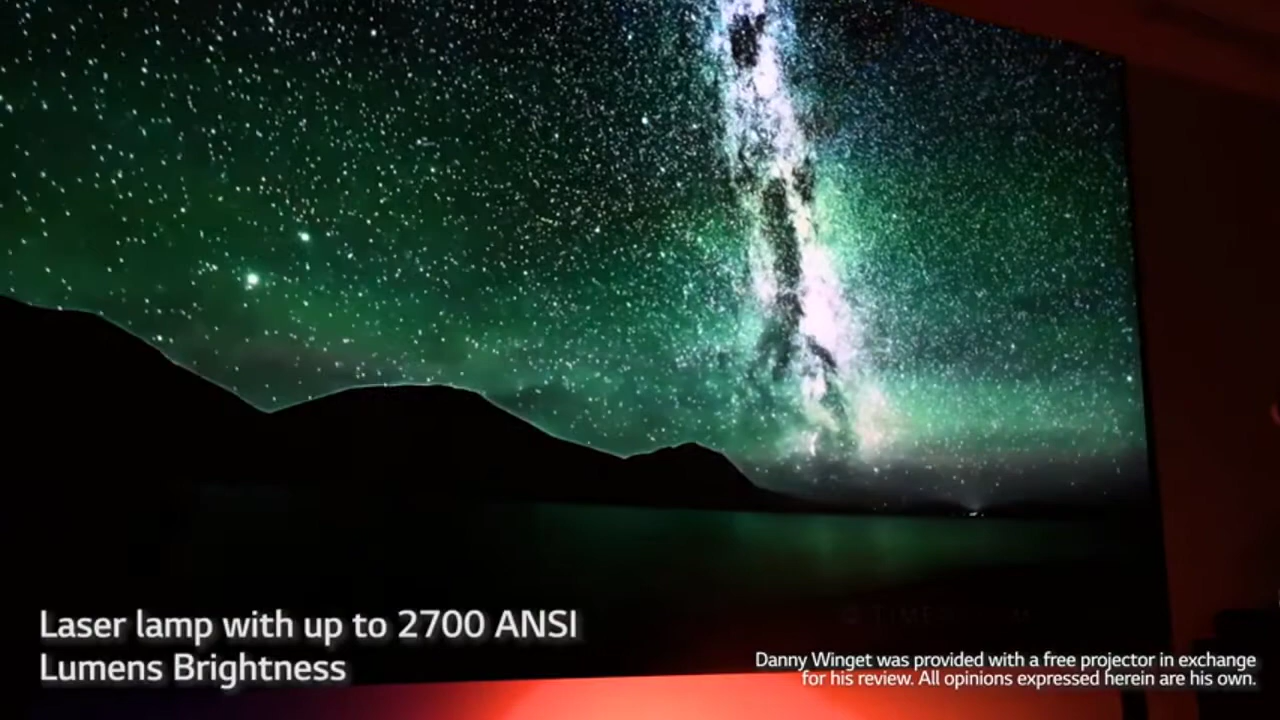 Laser lamp with up to 2700 ANSI
Lumens Brightness
Danny Winget was provided with a free projector in exchange
for his review. All opinions expressed herein are his own.